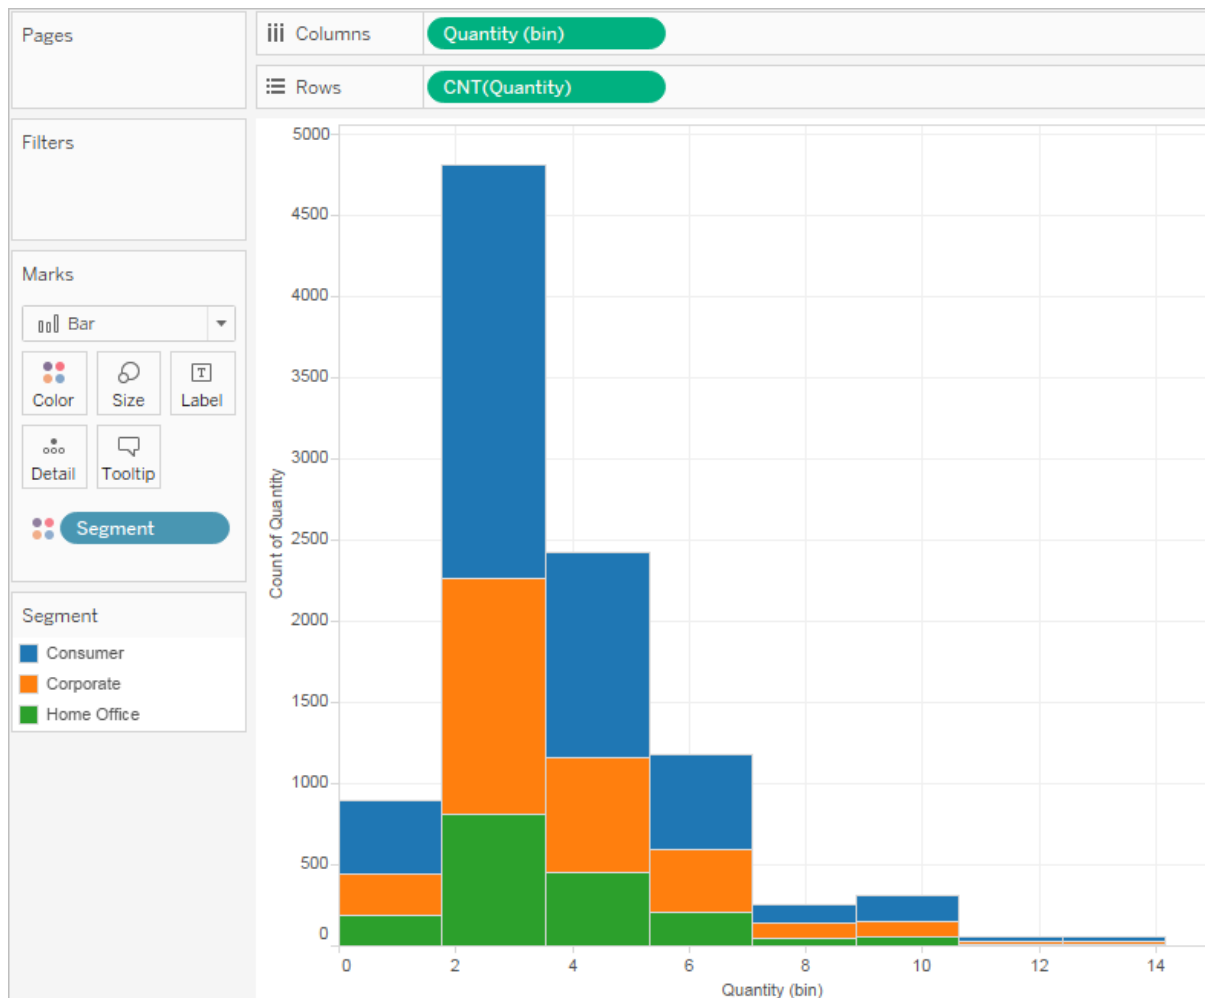 Pages
Columns
Quantity (bin)
Rows
CNT(Quantity)
Filters
Marks
Bar
Color
Size
T
Label
Detail
Tooltip
Segment
Segment
Consumer
Corporate
Home Office
5000
4500
4000
3500
3000
2500
2000
1500
1000
500
0
Count of Quantity
0 2 4 6 8 10 12 14
Quantity (bin)